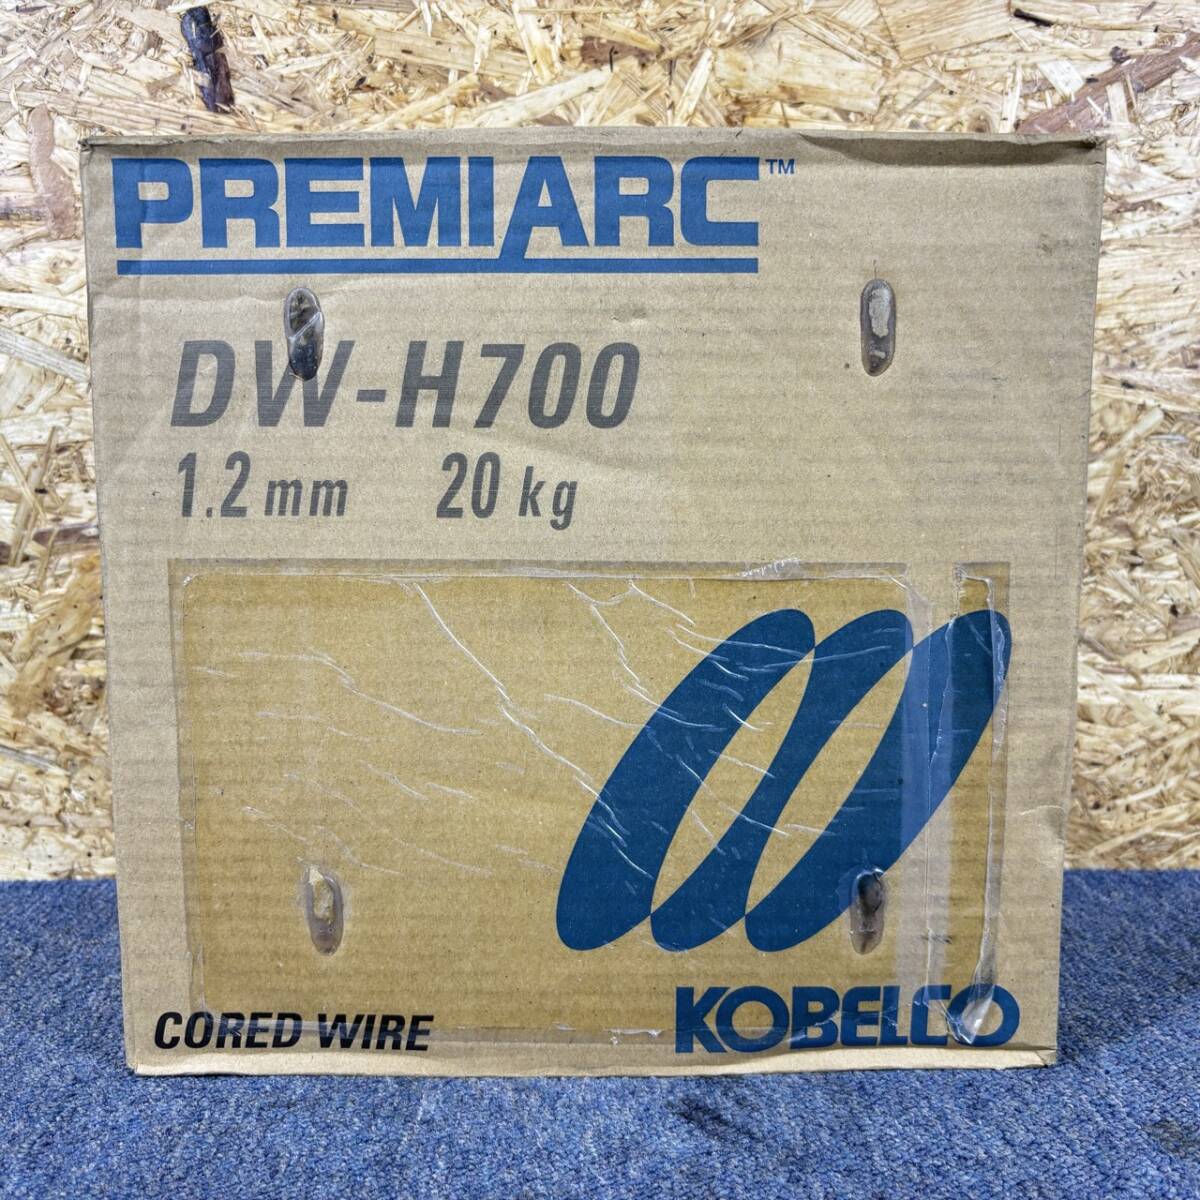 PREMIARC™
DW-H700
1.2 mm 20 kg
CORED WIRE
KOBELCO